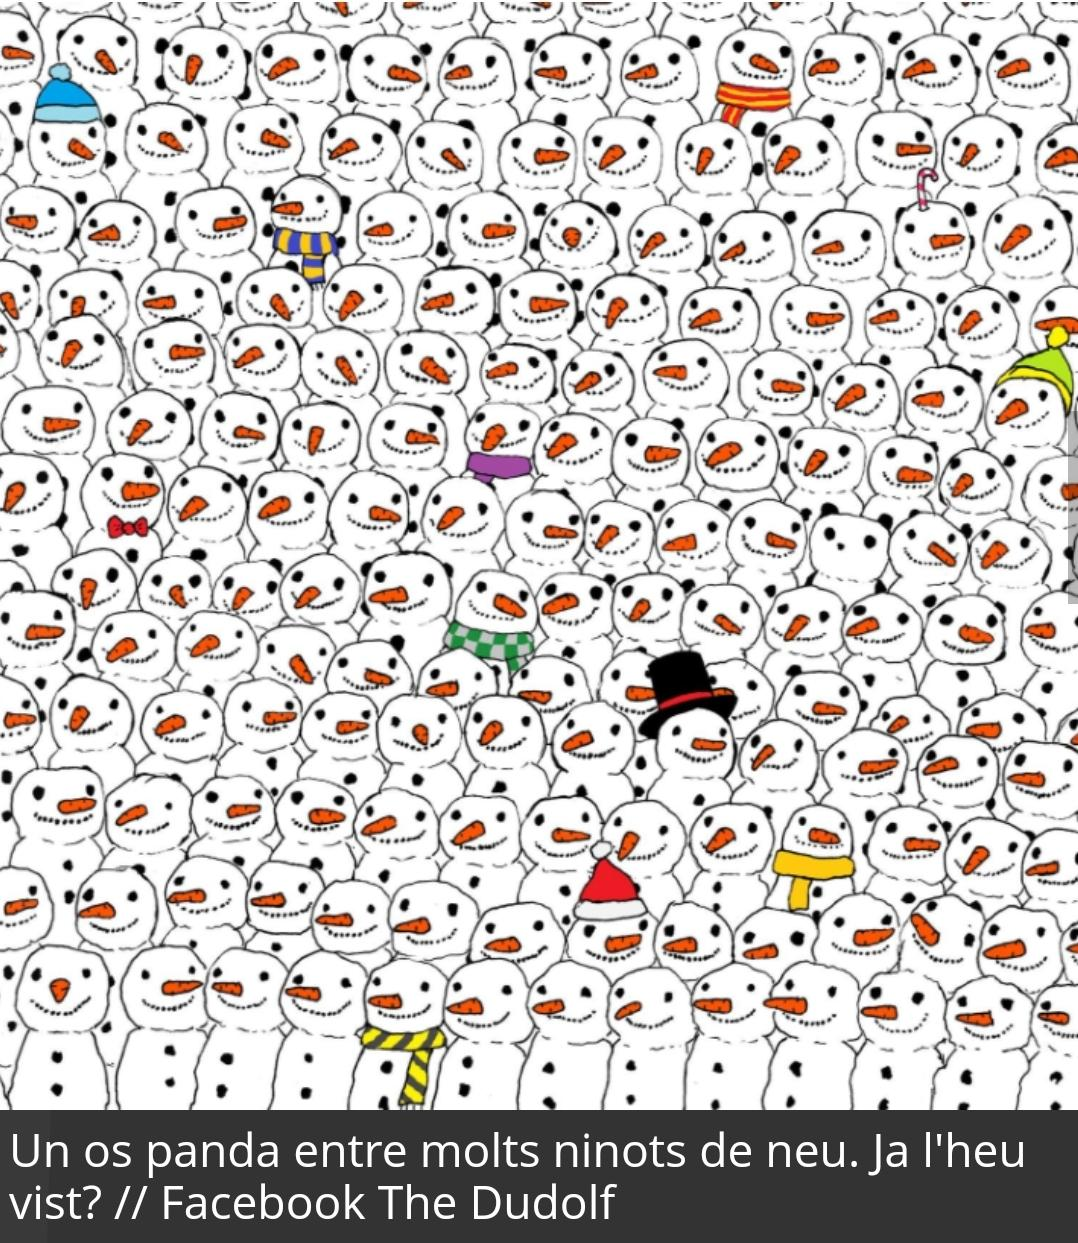 Un os panda entre molts ninots de neu. Ja l'heu
vist? // Facebook The Dudolf